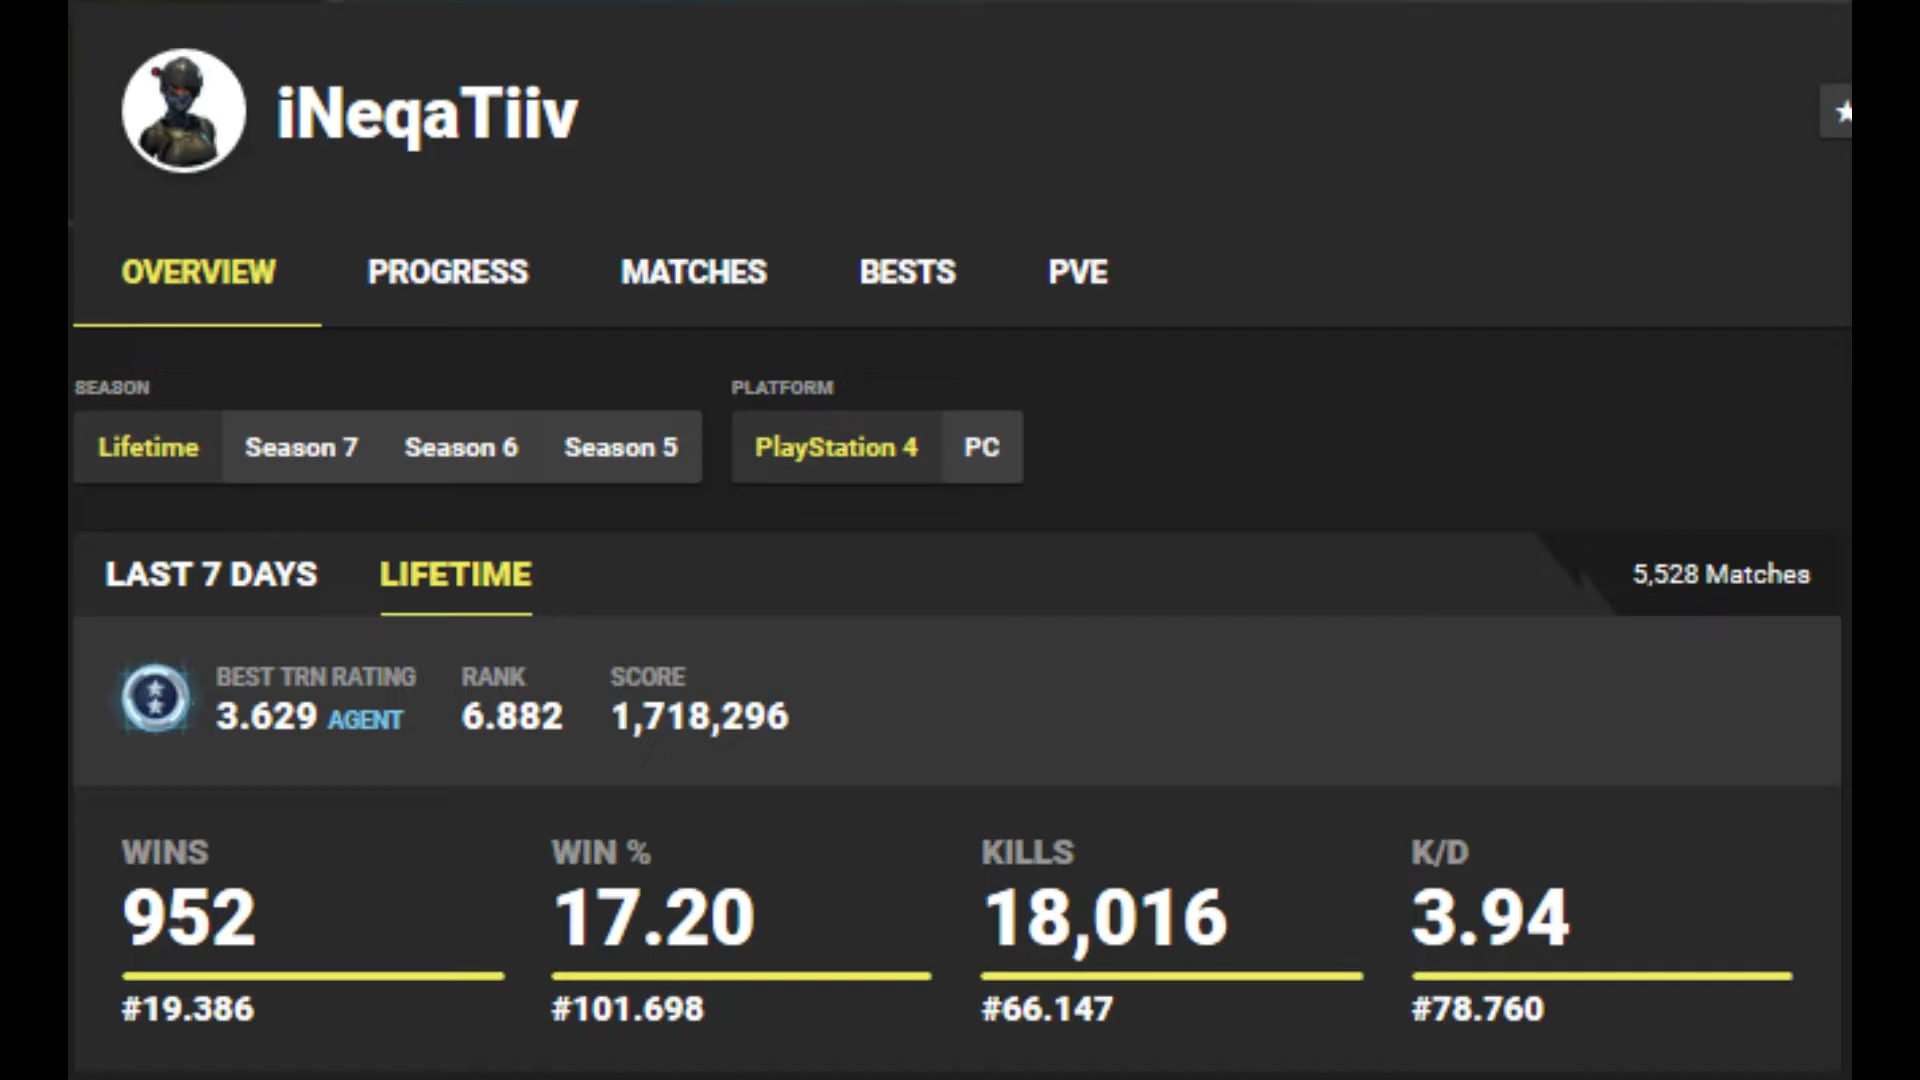 iNeqaTiiv
OVERVIEW PROGRESS MATCHES BESTS PVE
SEASON PLATFORM
Lifetime Season 7 Season 6 Season 5 PlayStation 4 PC
LAST 7 DAYS LIFETIME 5,528 Matches
BEST TRN RATING RANK SCORE
3.629 AGENT 6.882 1,718,296
WINS WIN % KILLS K/D
952 17.20 18,016 3.94
#19.386 #101.698 #66.147 #78.760